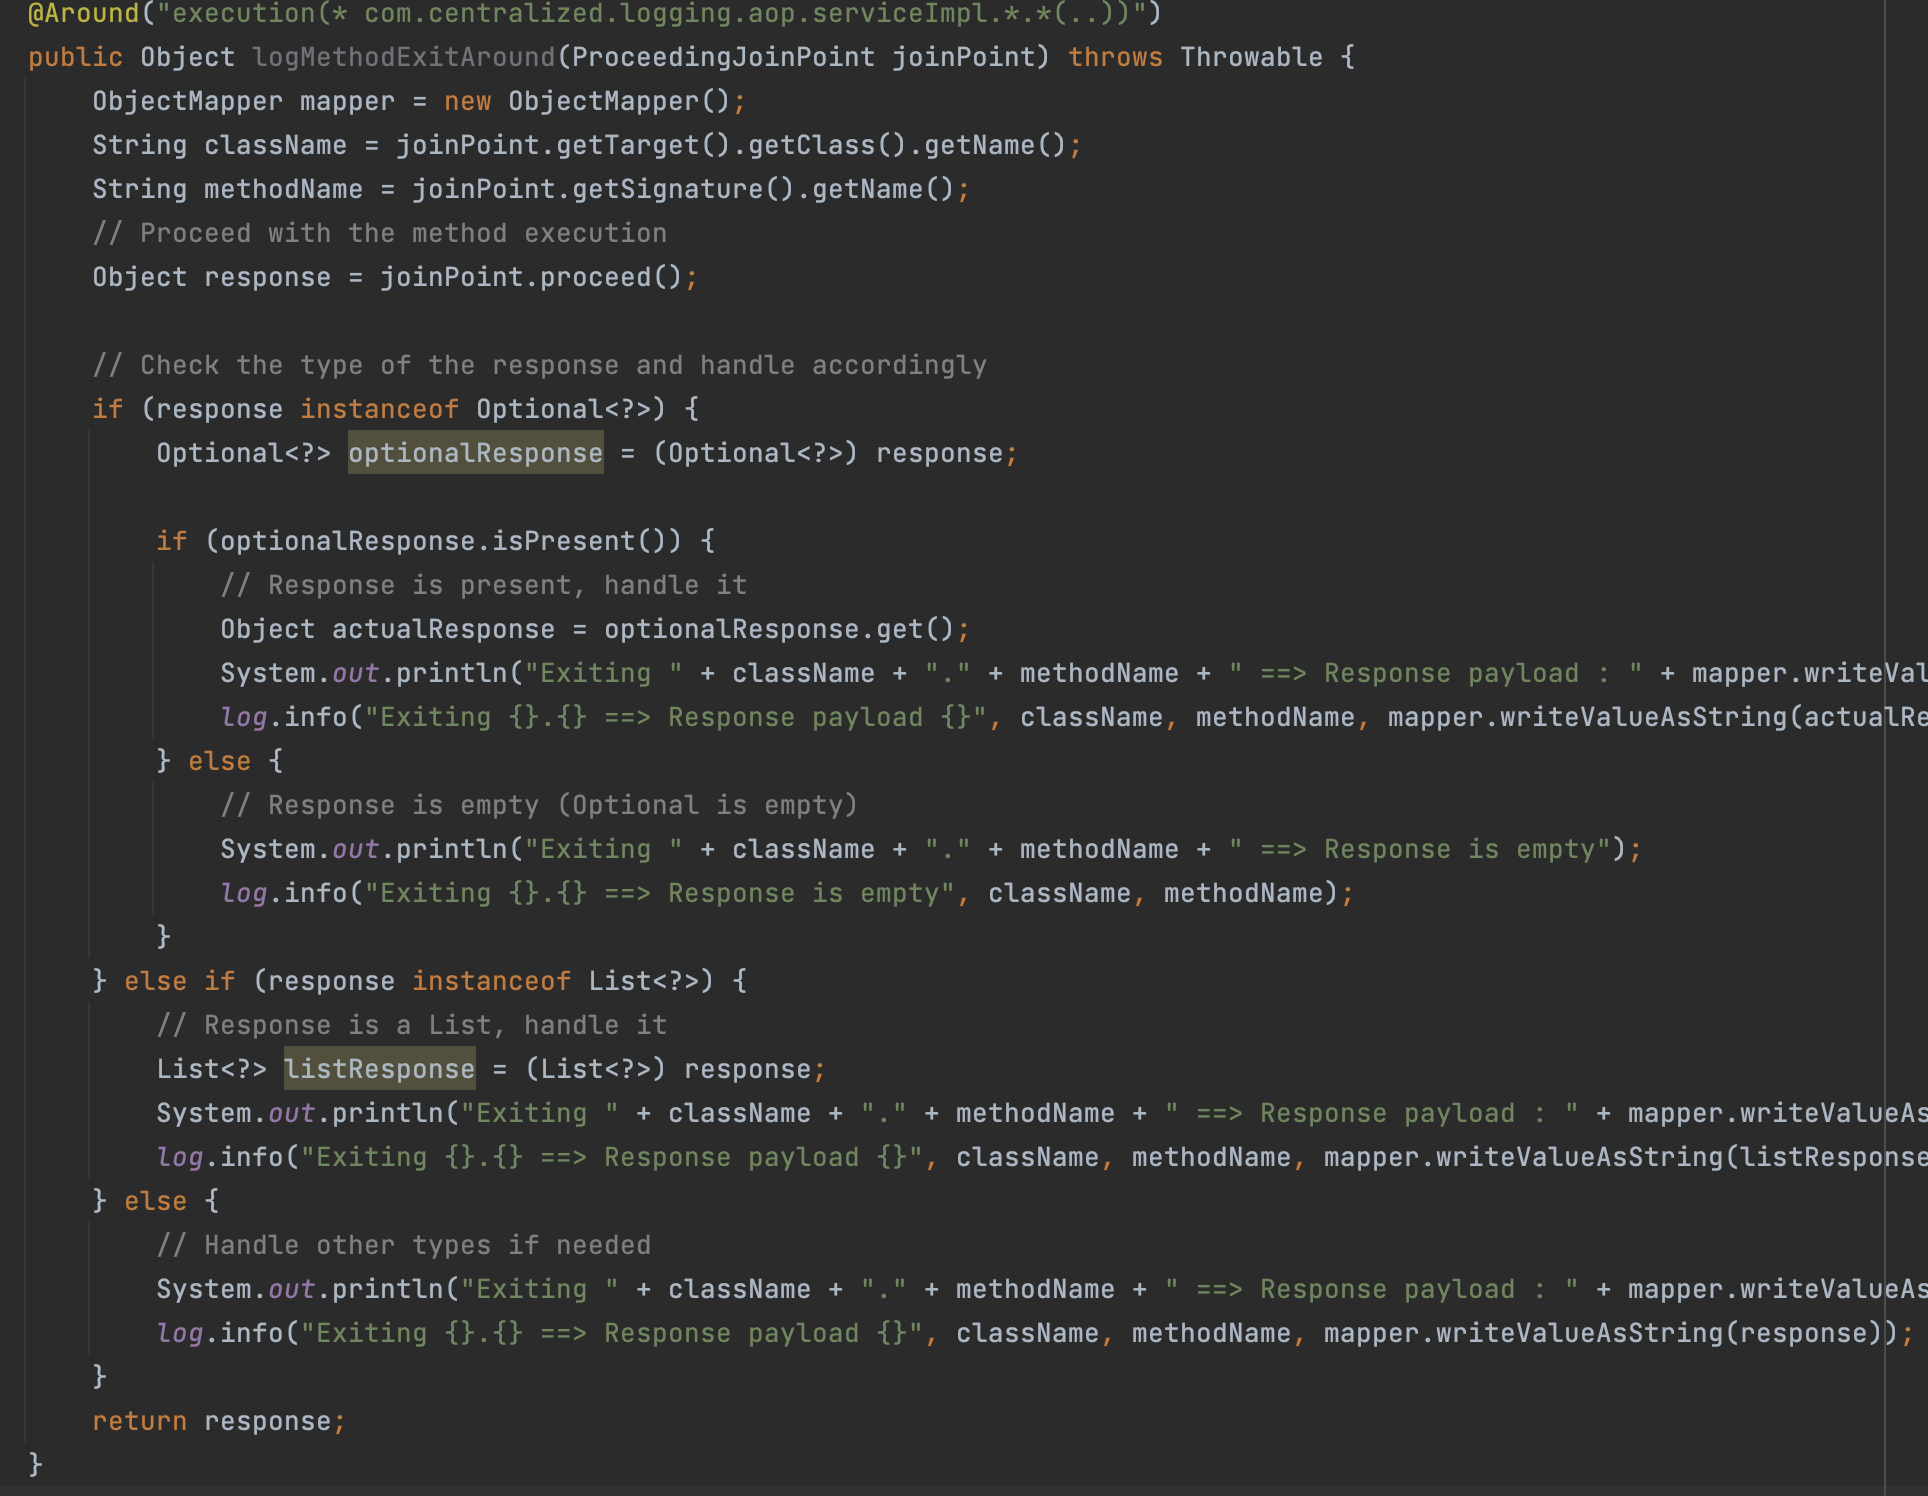 @Around("execution(* com.centralized.logging.aop.serviceImpl.*.*(..))")
public Object logMethodExitAround(ProceedingJoinPoint joinPoint) throws Throwable {
    ObjectMapper mapper = new ObjectMapper();
    String className = joinPoint.getTarget().getClass().getName();
    String methodName = joinPoint.getSignature().getName();
    // Proceed with the method execution
    Object response = joinPoint.proceed();
    // Check the type of the response and handle accordingly
    if (response instanceof Optional<?>) {
        Optional<?> optionalResponse = (Optional<?>) response;
        if (optionalResponse.isPresent()) {
            // Response is present, handle it
            Object actualResponse = optionalResponse.get();
            System.out.println("Exiting " + className + "." + methodName + " ==> Response payload : " + mapper.writeVal
            log.info("Exiting {}.{} ==> Response payload {}", className, methodName, mapper.writeValueAsString(actualRe
        } else {
            // Response is empty (Optional is empty)
            System.out.println("Exiting " + className + "." + methodName + " ==> Response is empty");
            log.info("Exiting {}.{} ==> Response is empty", className, methodName);
        }
    } else if (response instanceof List<?>) {
        // Response is a List, handle it
        List<?> listResponse = (List<?>) response;
        System.out.println("Exiting " + className + "." + methodName + " ==> Response payload : " + mapper.writeValueAs
        log.info("Exiting {}.{} ==> Response payload {}", className, methodName, mapper.writeValueAsString(listResponse
    } else {
        // Handle other types if needed
        System.out.println("Exiting " + className + "." + methodName + " ==> Response payload : " + mapper.writeValueAs
        log.info("Exiting {}.{} ==> Response payload {}", className, methodName, mapper.writeValueAsString(response));
    }
    return response;
}